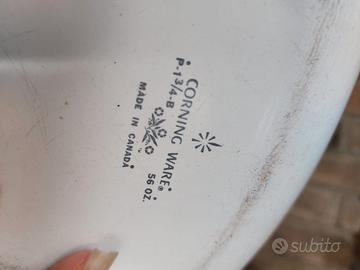 CORNING WARE®
P-1 3/4-B 56 OZ.
MADE IN CANADA
subito